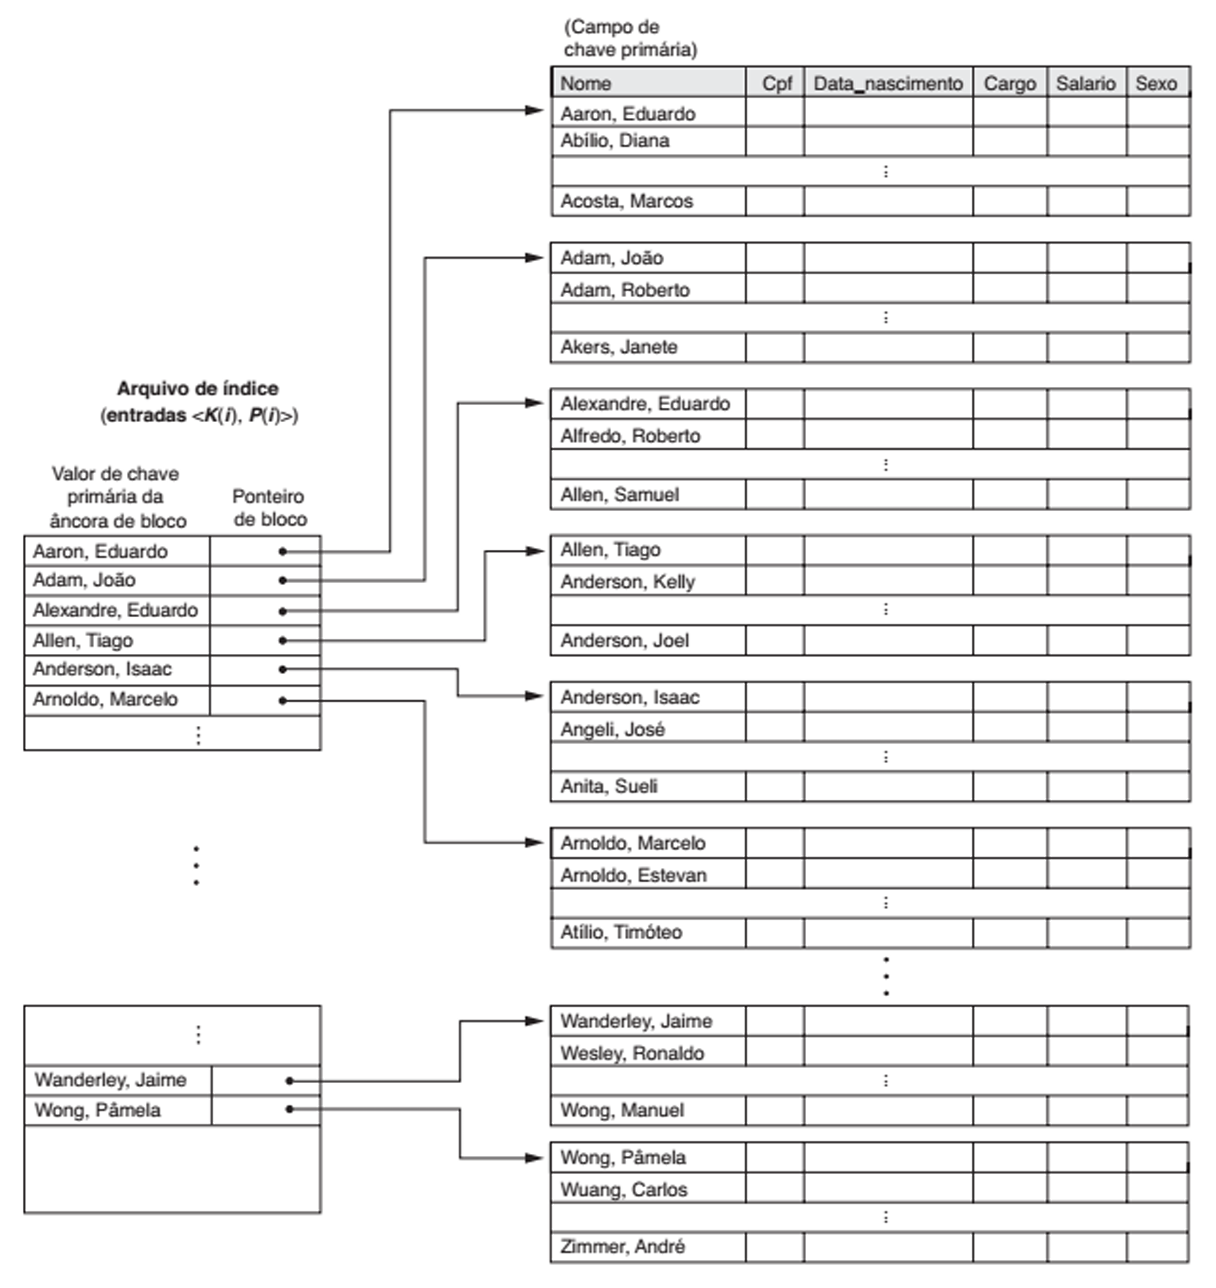 (Campo de
chave primária)
Nome Cpf Data_nascimento Cargo Salario Sexo
Aaron, Eduardo
Abílio, Diana
⋮
Acosta, Marcos
Adam, João
Adam, Roberto
⋮
Akers, Janete
Alexandre, Eduardo
Alfredo, Roberto
⋮
Allen, Samuel
Allen, Tiago
Anderson, Kelly
⋮
Anderson, Joel
Anderson, Isaac
Angeli, José
⋮
Anita, Sueli
Arnoldo, Marcelo
Arnoldo, Estevan
⋮
Atílio, Timóteo
⋮
Wanderley, Jaime
Wesley, Ronaldo
⋮
Wong, Manuel
Wong, Pâmela
Wuang, Carlos
⋮
Zimmer, André
Arquivo de índice
(entradas <K(i), P(i)>)
Valor de chave
primária da
âncora de bloco
Ponteiro
de bloco
Aaron, Eduardo
Adam, João
Alexandre, Eduardo
Allen, Tiago
Anderson, Isaac
Arnoldo, Marcelo
⋮
⋮
⋮
Wanderley, Jaime
Wong, Pâmela